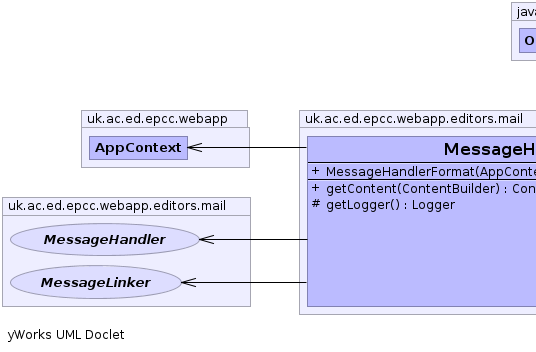 java
O
uk.ac.ed.epcc.webapp
AppContext
uk.ac.ed.epcc.webapp.editors.mail
MessageH
+ MessageHandlerFormat(AppConte
+ getContent(ContentBuilder) : Con
# getLogger() : Logger
uk.ac.ed.epcc.webapp.editors.mail
MessageHandler
MessageLinker
yWorks UML Doclet